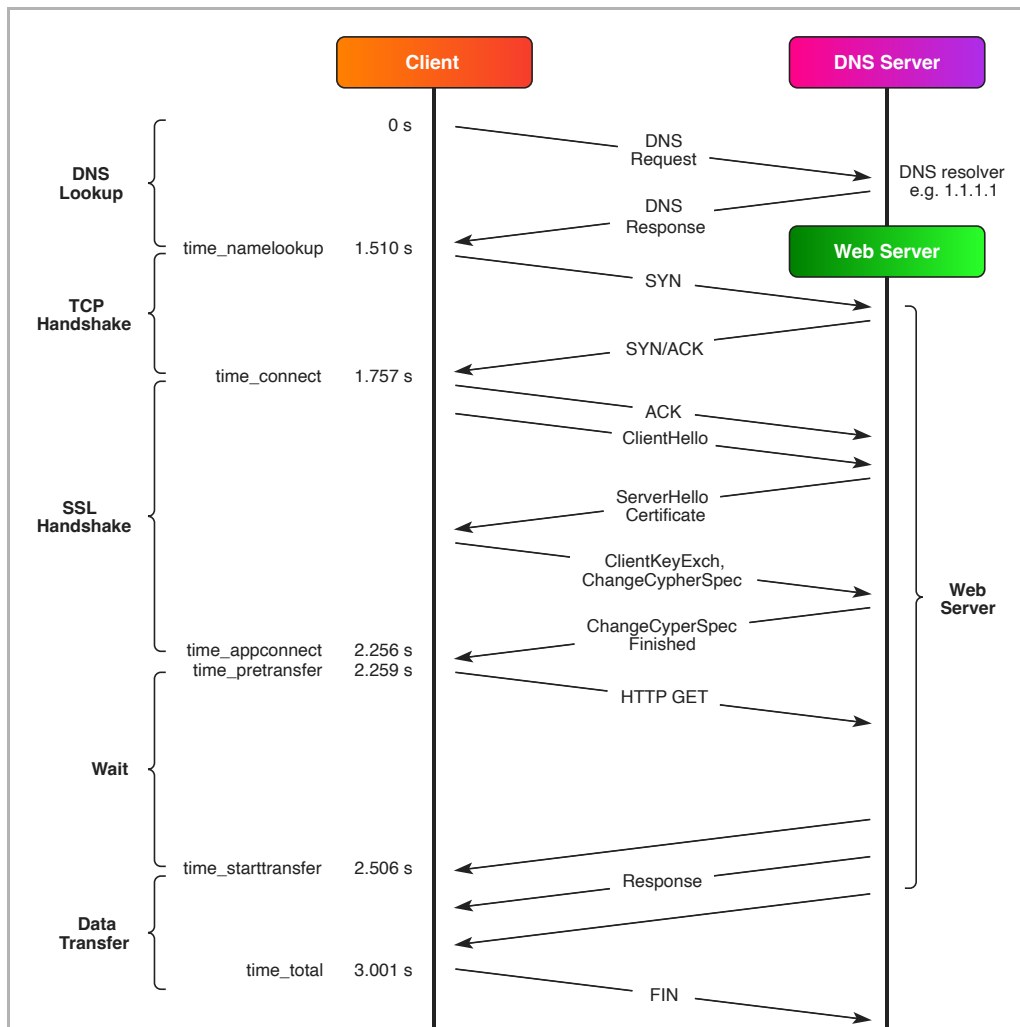 Client
DNS Server
0 s
DNS
Request
DNS
Lookup
DNS resolver
e.g. 1.1.1.1
DNS
Response
time_namelookup 1.510 s
Web Server
SYN
TCP
Handshake
SYN/ACK
time_connect 1.757 s
ACK
ClientHello
SSL
Handshake
ServerHello
Certificate
ClientKeyExch,
ChangeCypherSpec
Web
Server
ChangeCyperSpec
Finished
time_appconnect 2.256 s
time_pretransfer 2.259 s
HTTP GET
Wait
time_starttransfer 2.506 s
Response
Data
Transfer
time_total 3.001 s
FIN